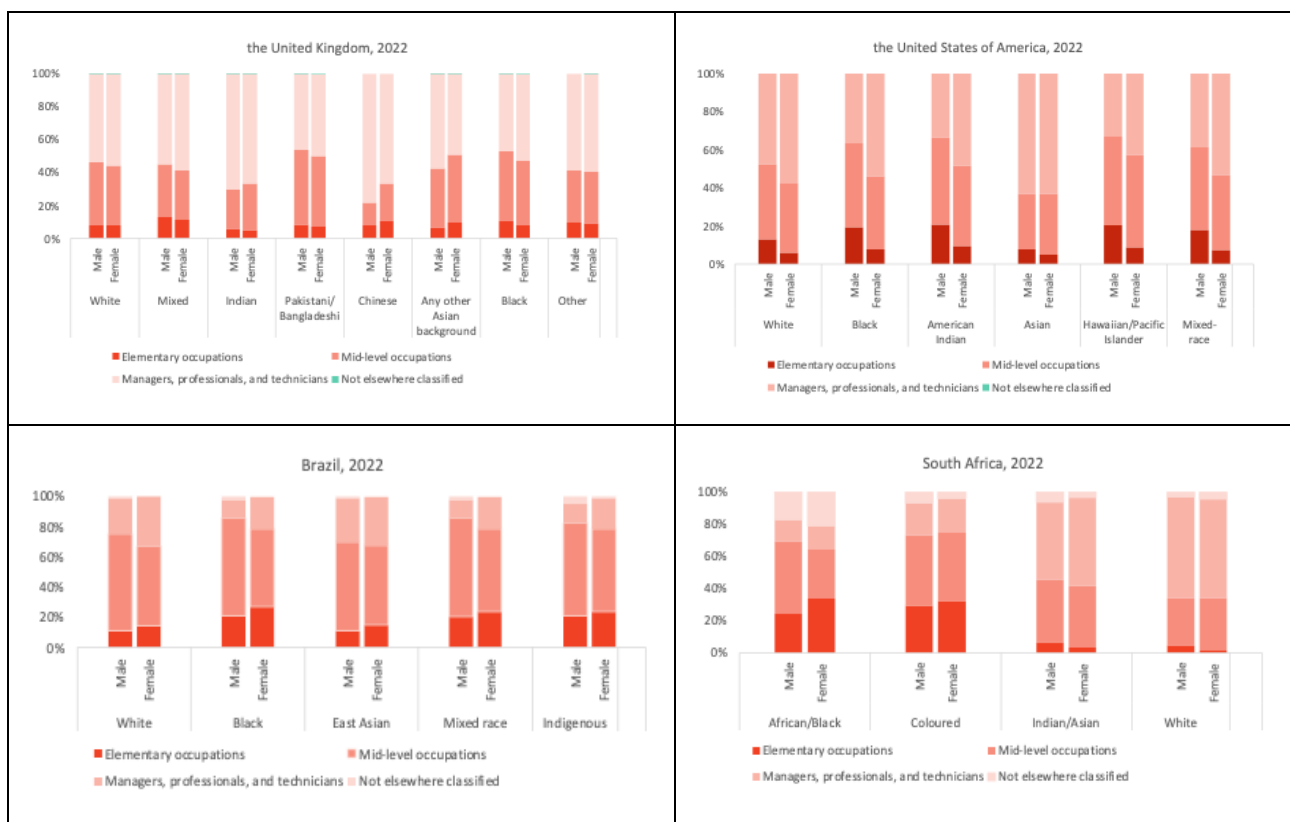 the United Kingdom, 2022
100%
80%
60%
40%
20%
0%
Male Female Male Female Male Female Male Female Male Female Male Female Male Female Male Female
White Mixed Indian Pakistani/ Chinese Any other Black Other
Bangladeshi Asian
background
Elementary occupations Mid-level occupations
Managers, professionals, and technicians Not elsewhere classified
the United States of America, 2022
100%
80%
60%
40%
20%
0%
Male Female Male Female Male Female Male Female Male Female Male Female
White Black American Asian Hawaiian/Pacific Mixed-
Indian Islander race
Elementary occupations Mid-level occupations
Managers, professionals, and technicians Not elsewhere classified
Brazil, 2022
100%
80%
60%
40%
20%
0%
Male Female Male Female Male Female Male Female Male Female
White Black East Asian Mixed race Indigenous
Elementary occupations Mid-level occupations
Managers, professionals, and technicians Not elsewhere classified
South Africa, 2022
100%
80%
60%
40%
20%
0%
Male Female Male Female Male Female Male Female
African/Black Coloured Indian/Asian White
Elementary occupations Mid-level occupations
Managers, professionals, and technicians Not elsewhere classified